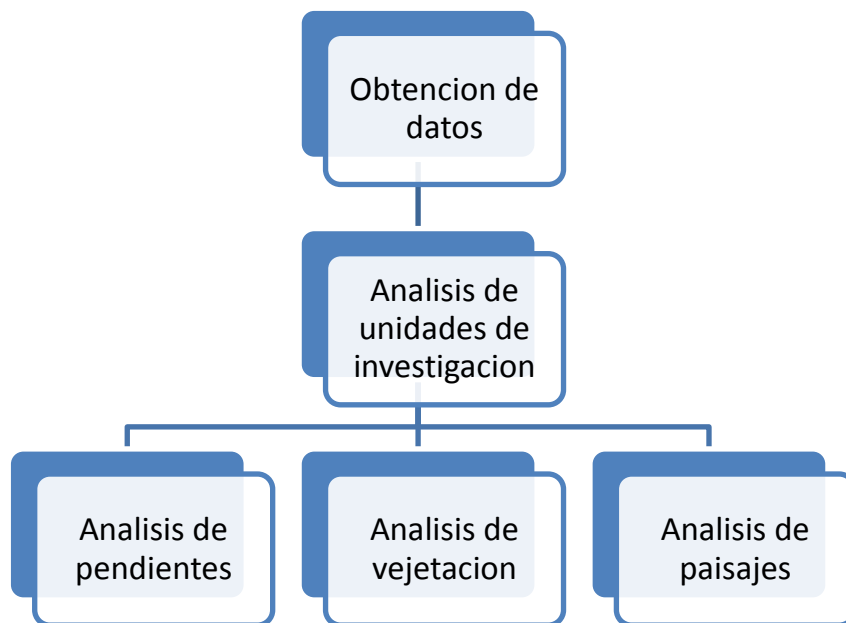 Obtencion de
datos
Analisis de
unidades de
investigacion
Analisis de
pendientes
Analisis de
vejetacion
Analisis de
paisajes